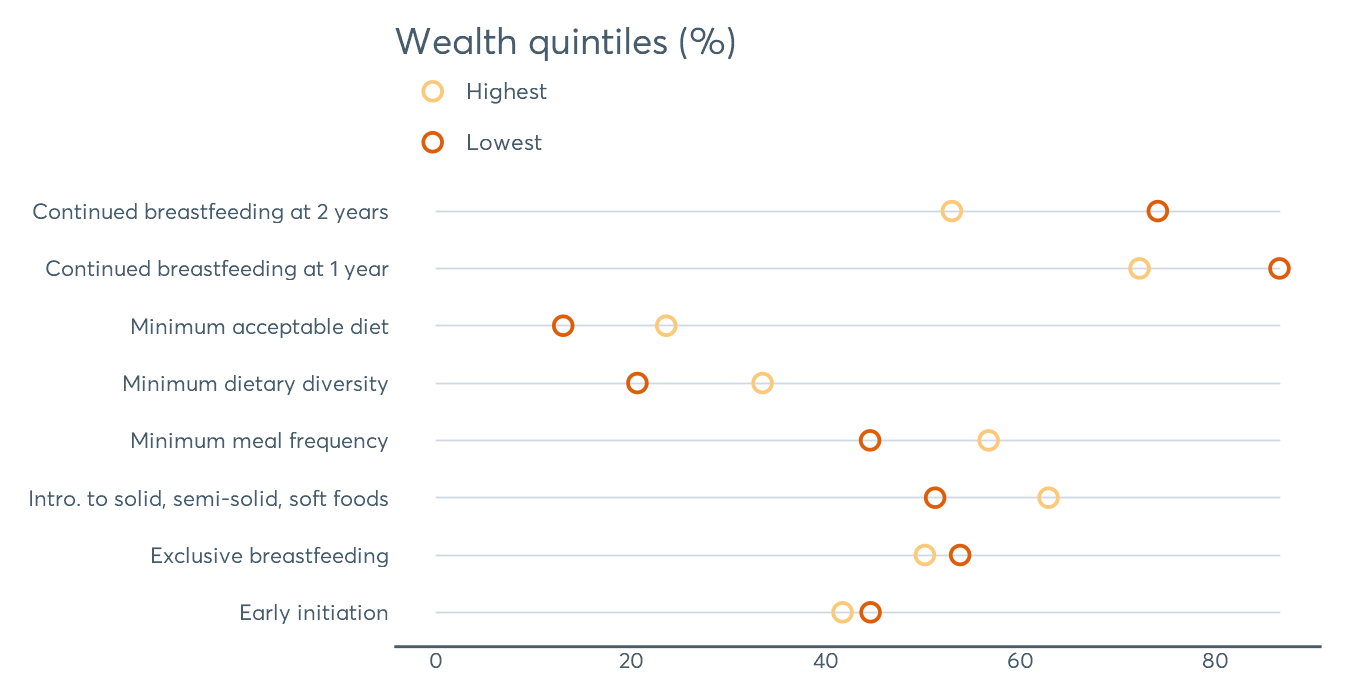 Wealth quintiles (%)
Highest
Lowest
Continued breastfeeding at 2 years
Continued breastfeeding at 1 year
Minimum acceptable diet
Minimum dietary diversity
Minimum meal frequency
Intro. to solid, semi-solid, soft foods
Exclusive breastfeeding
Early initiation
0 20 40 60 80